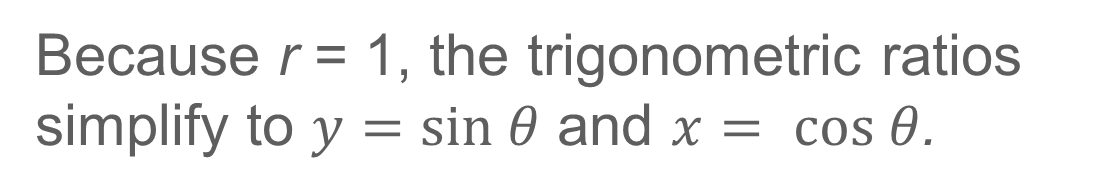 Because r = 1, the trigonometric ratios
simplify to y = sin θ and x = cos θ.